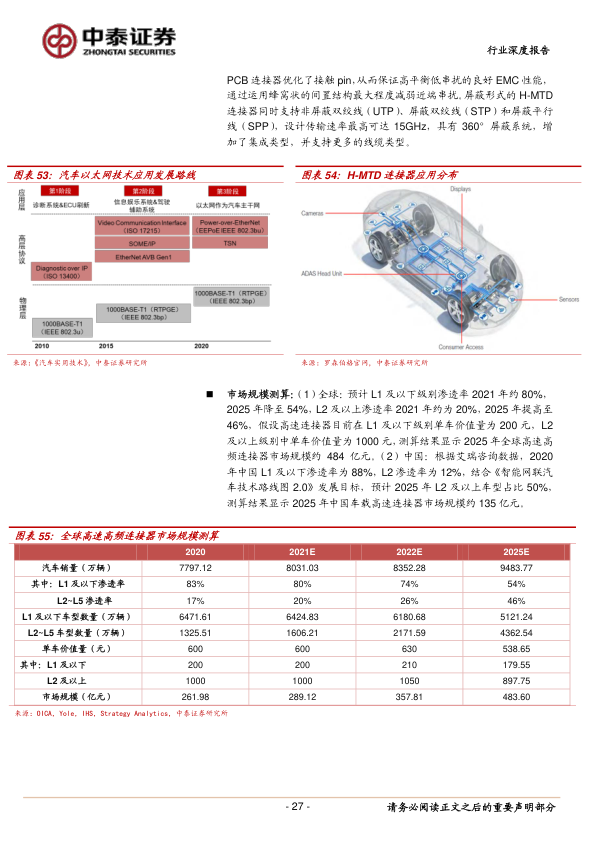 中泰证券
ZHONGTAI SECURITIES
行业深度报告
PCB 连接器优化了接触 pin，从而保证高平衡低串扰的良好 EMC 性能，
通过运用蜂窝状的间置结构最大程度减弱近端串扰。屏蔽形式的 H-MTD
连接器同时支持非屏蔽双绞线（UTP）、屏蔽双绞线（STP）和屏蔽平行
线（SPP），设计传输速率最高可达 15GHz，具有 360° 屏蔽系统，增
加了集成类型，并支持更多的线缆类型。
图表 53：汽车以太网技术应用发展路线
应用层
第1阶段
第2阶段
第3阶段
诊断系统&ECU刷新
信息娱乐系统&驾驶
辅助系统
以太网作为汽车主干网
高层协议
Video Communication Interface
(ISO 17215)
Power-over-EtherNet
(EEPoE IEEE 802.3bu)
SOME/IP
TSN
EtherNet AVB Gen1
Diagnostic over IP
(ISO 13400)
物理层
1000BASE-T1（RTPGE）
(IEEE 802.3bp)
1000BASE-T1（RTPGE）
(IEEE 802.3bp)
100BASE-T1
(IEEE 802.3u)
2010
2015
2020
来源：《汽车实用技术》，中泰证券研究所
图表 54：H-MTD 连接器应用分布
Displays
Cameras
ADAS Head Unit
Sensors
Consumer Access
来源：罗森伯格官网，中泰证券研究所
■ 市场规模测算：（1）全球：预计 L1 及以下级别渗透率 2021 年约 80%，
2025 年降至 54%，L2 及以上渗透率 2021 年约为 20%，2025 年提高至
46%，假设高速连接器目前在 L1 及以下级别单车价值量为 200 元，L2
及以上级别中单车价值量为 1000 元，测算结果显示 2025 年全球高速高
频连接器市场规模约 484 亿元。（2）中国：根据艾瑞咨询数据，2020
年中国 L1 及以下渗透率为 88%，L2 渗透率为 12%，结合《智能网联汽
车技术路线图 2.0》发展目标，预计 2025 年 L2 及以上车型占比 50%，
测算结果显示 2025 年中国车载高速连接器市场规模约 135 亿元。
图表 55：全球高速高频连接器市场规模测算
2020 2021E 2022E 2025E
汽车销量（万辆） 7797.12 8031.03 8352.28 9483.77
其中：L1 及以下渗透率 83% 80% 74% 54%
L2~L5 渗透率 17% 20% 26% 46%
L1 及以下车型数量（万辆） 6471.61 6424.83 6180.68 5121.24
L2~L5 车型数量（万辆） 1325.51 1606.21 2171.59 4362.54
单车价值量（元） 600 600 630 538.65
其中：L1 及以下 200 200 210 179.55
L2 及以上 1000 1000 1050 897.75
市场规模（亿元） 261.98 289.12 357.81 483.60
来源：OICA，Yole，IHS，Strategy Analytics，中泰证券研究所
- 27 -
请务必阅读正文之后的重要声明部分